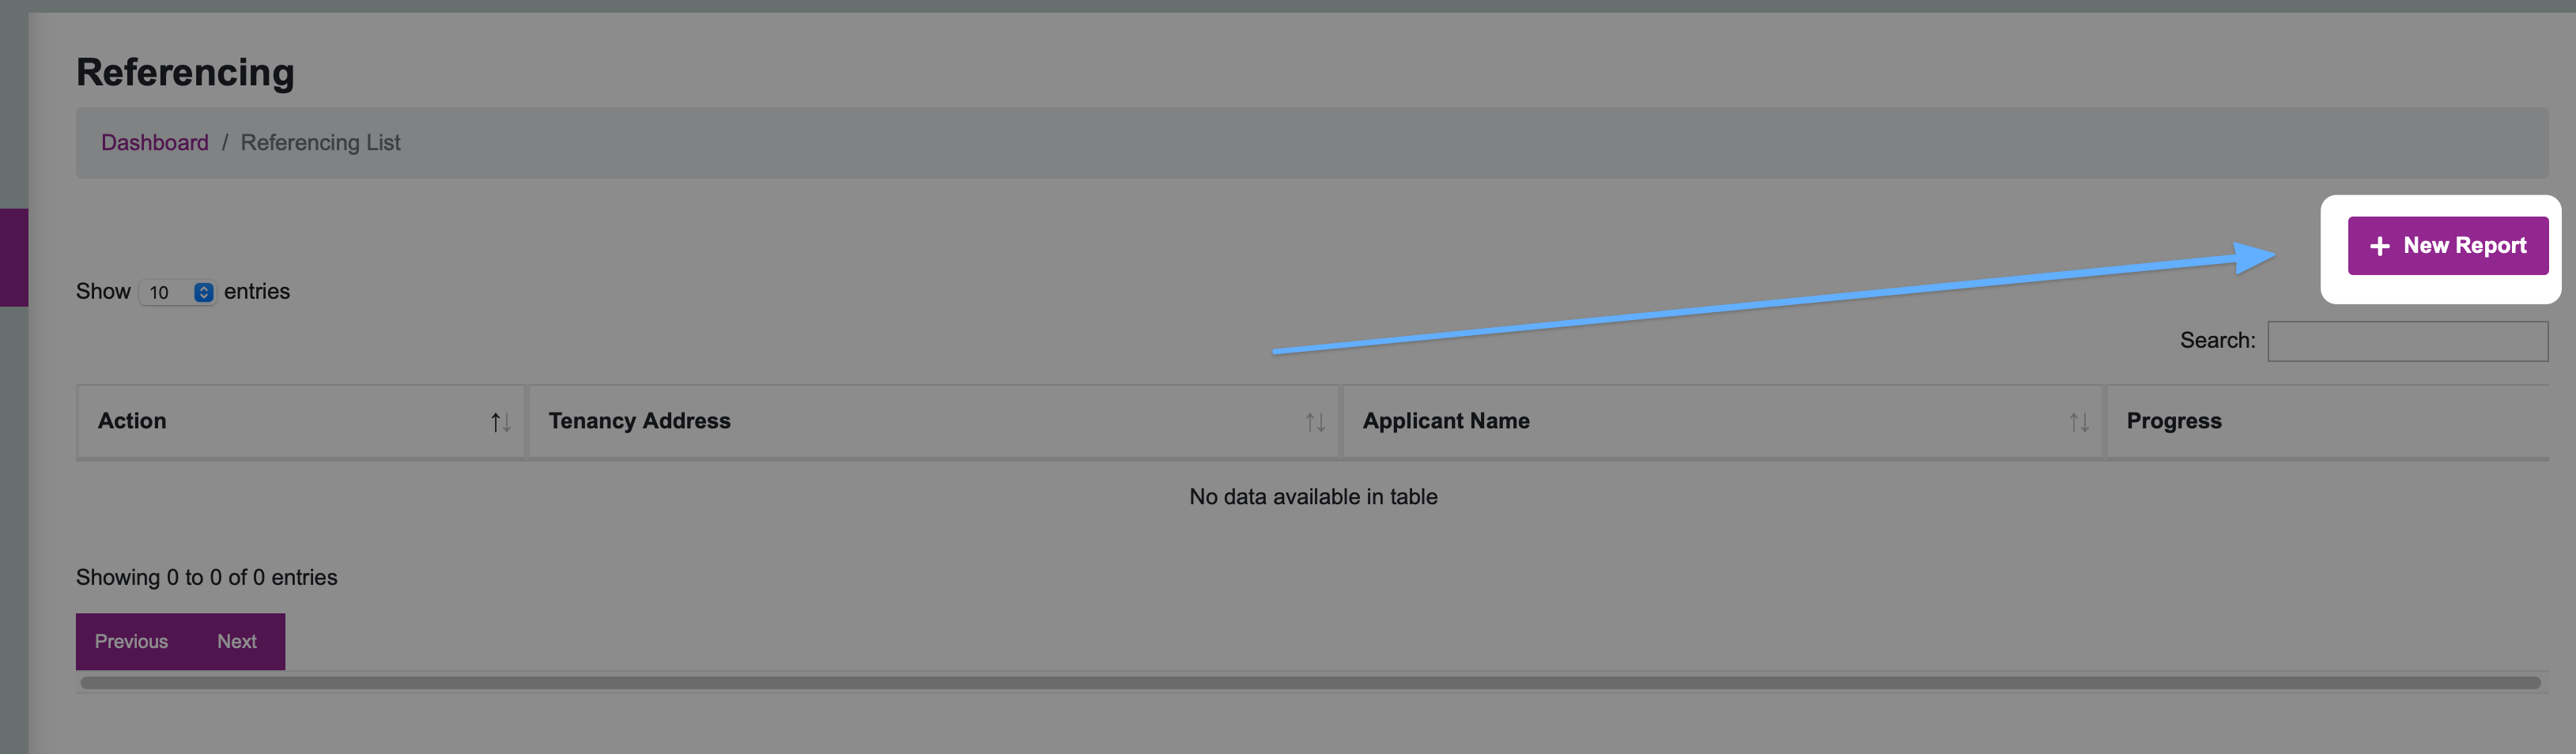 Referencing
Dashboard / Referencing List
+ New Report
Show 10 entries
Search:
Action Tenancy Address Applicant Name Progress
No data available in table
Showing 0 to 0 of 0 entries
Previous Next